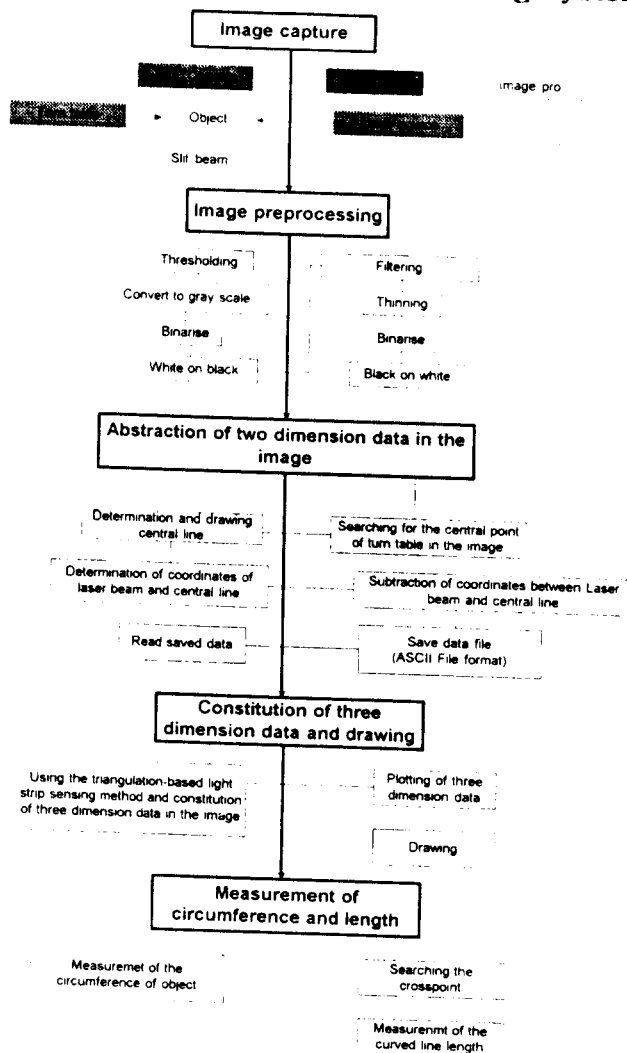 Image capture
image pro
Object
Slit beam
Image preprocessing
Thresholding
Filtering
Convert to gray scale
Thinning
Binarise
Binarise
White on black
Black on white
Abstraction of two dimension data in the
image
Determination and drawing
central line
Searching for the central point
of turn table in the image
Determination of coordinates of
laser beam and central line
Subtraction of coordinates between Laser
beam and central line
Read saved data
Save data file
(ASCII File format)
Constitution of three
dimension data and drawing
Using the triangulation-based light
strip sensing method and constitution
of three dimension data in the image
Plotting of three
dimension data
Drawing
Measurement of
circumference and length
Measuremet of the
circumference of object
Searching the
crosspoint
Measurenmt of the
curved line length